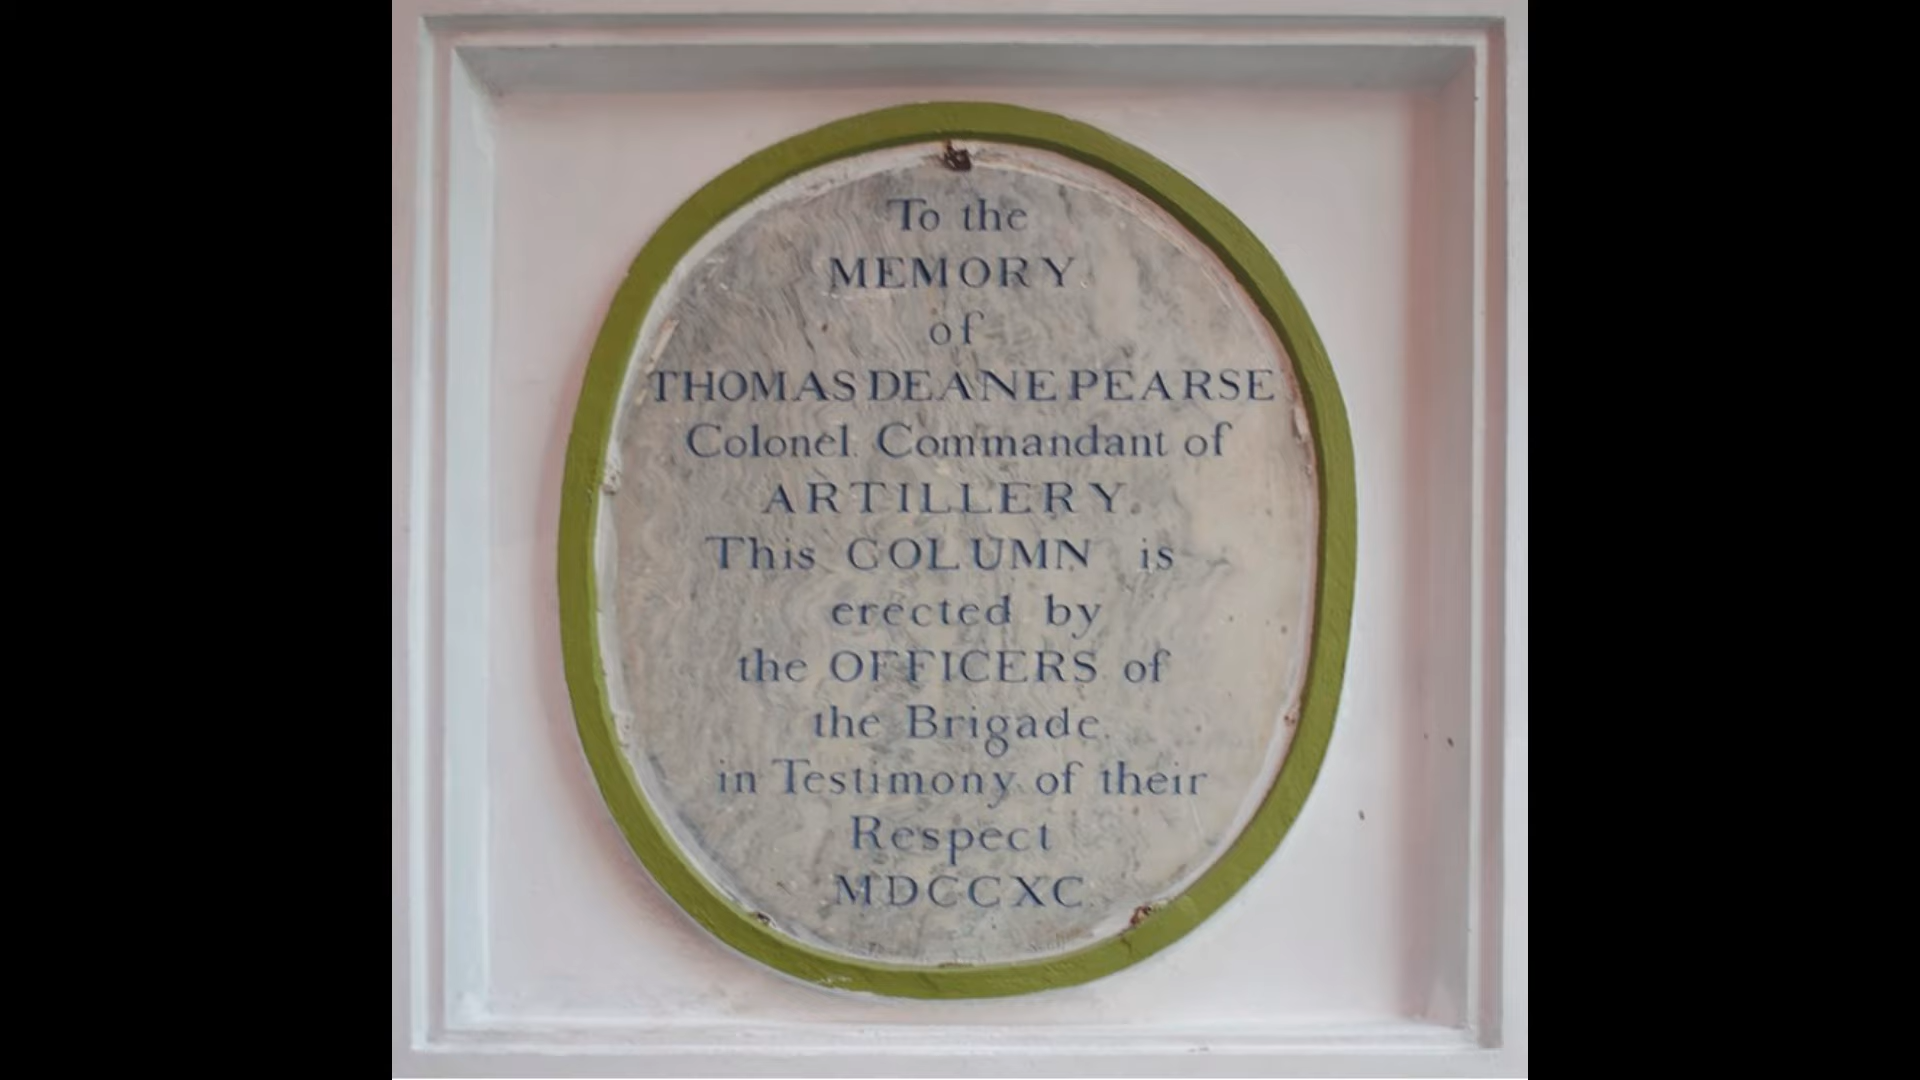 To the
MEMORY
of
THOMAS DEANE PEARSE
Colonel Commandant of
ARTILLERY.
This COLUMN is
erected by
the OFFICERS of
the Brigade.
in Testimony of their
Respect
MDCCXC.